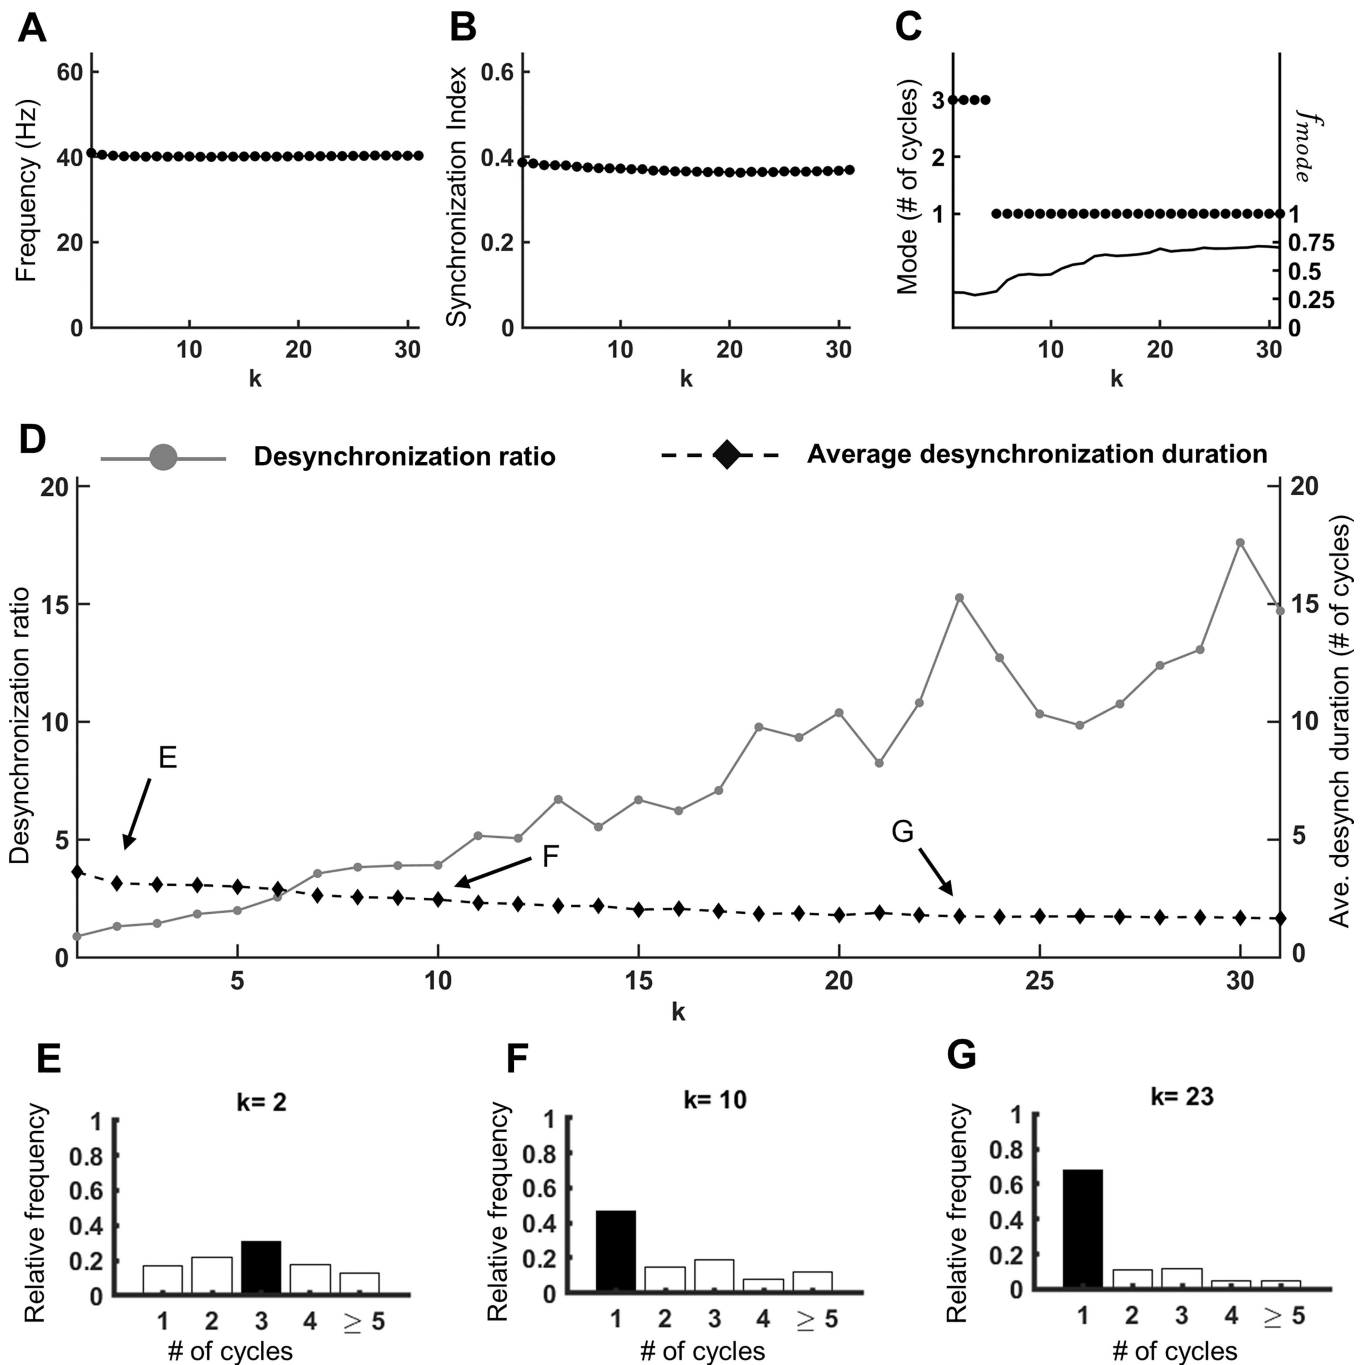 A
B
C
Frequency (Hz)
60
40
20
0
10
20
30
k
Synchronization Index
0.6
0.4
0.2
0
10
20
30
k
Mode (# of cycles)
3
2
1
f_mode
1
0.75
0.5
0.25
0
10
20
30
k
D
Desynchronization ratio
Average desynchronization duration
Desynchronization ratio
20
15
10
5
0
Ave. desynch duration (# of cycles)
20
15
10
5
0
E
F
G
5
10
15
20
25
30
k
E
k= 2
Relative frequency
1
0.8
0.6
0.4
0.2
0
1
2
3
4
≥ 5
# of cycles
F
k= 10
Relative frequency
1
0.8
0.6
0.4
0.2
0
1
2
3
4
≥ 5
# of cycles
G
k= 23
Relative frequency
1
0.8
0.6
0.4
0.2
0
1
2
3
4
≥ 5
# of cycles